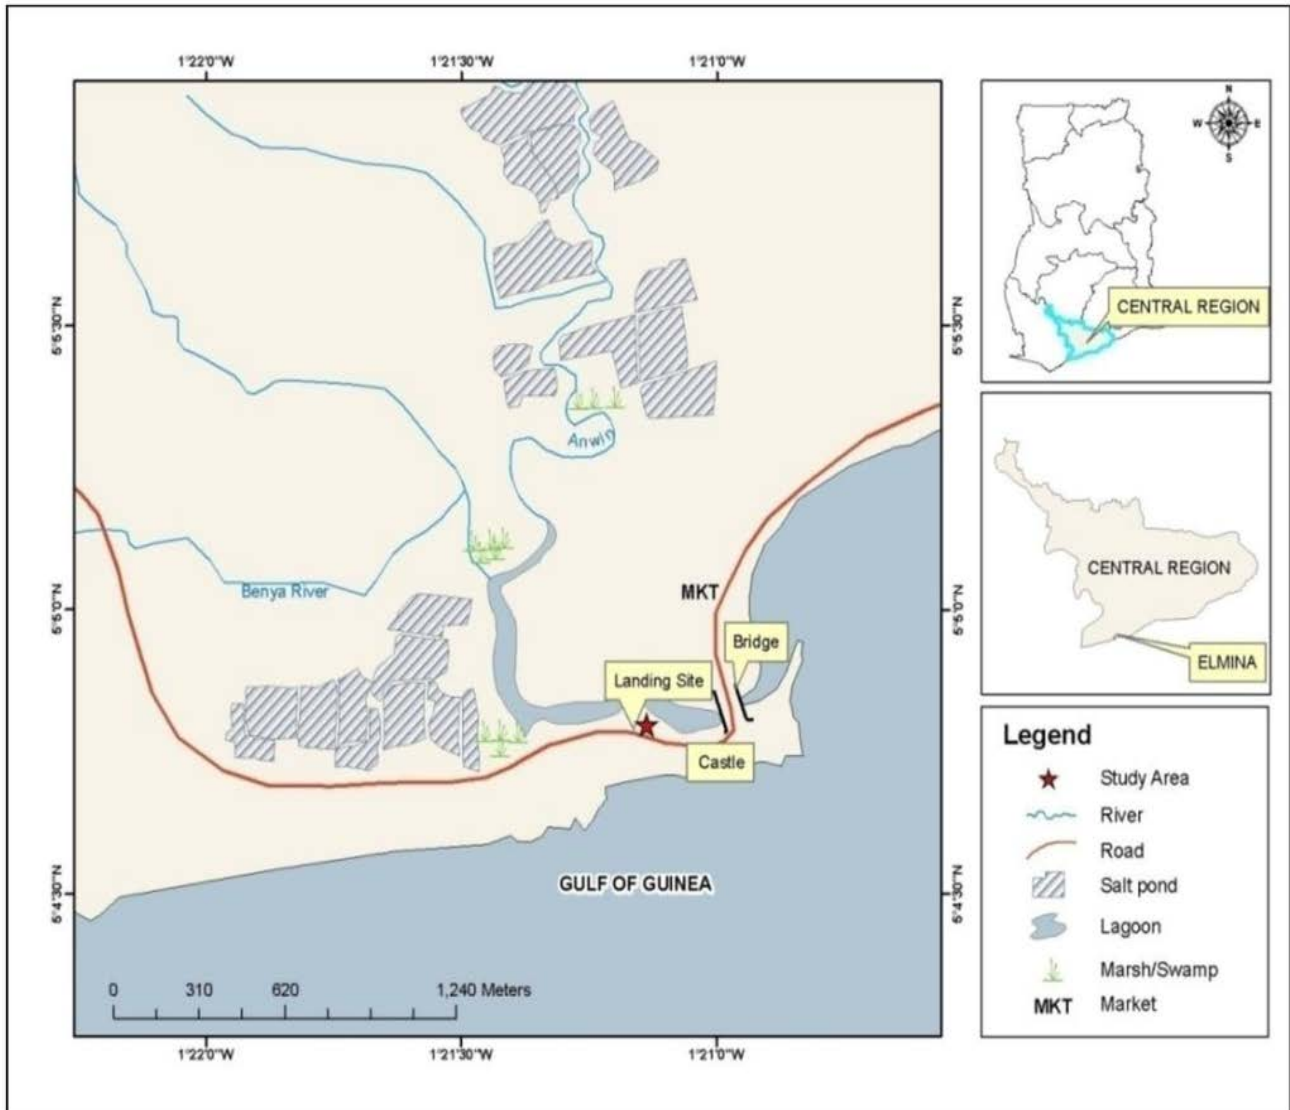 1°22'0"W 1°21'30"W 1°21'0"W
N
W E
S
CENTRAL REGION
5°5'30"N
5°5'30"N
Anwin
CENTRAL REGION
ELMINA
Benya River
MKT
5°5'0"N
5°5'0"N
Bridge
Landing Site
Castle
GULF OF GUINEA
5°4'30"N
5°4'30"N
0 310 620 1,240 Meters
1°22'0"W 1°21'30"W 1°21'0"W
Legend
Study Area
River
Road
Salt pond
Lagoon
Marsh/Swamp
MKT Market